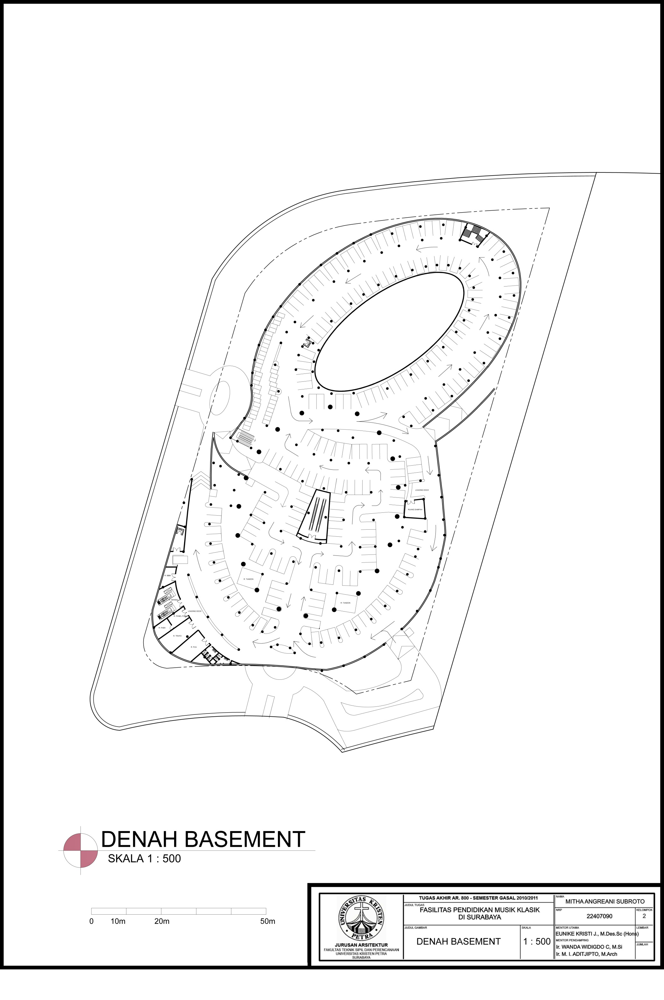 LOADING DOCK
RUANG SAMPAH
R. BBM
R. TANDON
R. GENSET
R. TANDON
LOADING DOCK
R. PABX
R. TRAFO
R. PLN
DENAH BASEMENT
SKALA 1 : 500
0 10m 20m 50m
UNIVERSITAS KRISTEN
PETRA
JURUSAN ARSITEKTUR
FAKULTAS TEKNIK SIPIL DAN PERENCANAAN
UNIVERSITAS KRISTEN PETRA
SURABAYA
TUGAS AKHIR AR. 800 - SEMESTER GASAL 2010/2011
JUDUL TUGAS
FASILITAS PENDIDIKAN MUSIK KLASIK
DI SURABAYA
JUDUL GAMBAR
DENAH BASEMENT
SKALA
1 : 500
NAMA
MITHA ANGREANI SUBROTO
NRP
22407090
KELOMPOK
2
MENTOR UTAMA
EUNIKE KRISTI J., M.Des.Sc (Hons)
MENTOR PENDAMPING
Ir. WANDA WIDIGDO C, M.Si
Ir. M. I. ADITJIPTO, M.Arch
LEMBAR
JUMLAH